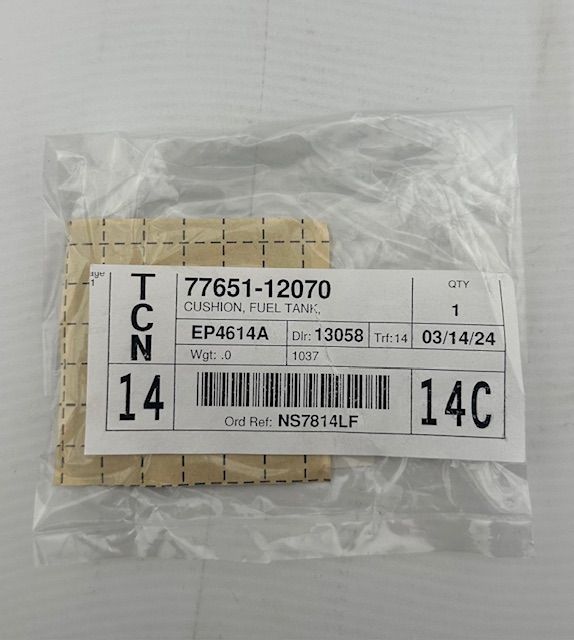 1
TCN
77651-12070
CUSHION, FUEL TANK,
QTY
1
EP4614A Dlr: 13058 Trf:14 03/14/24
Wgt: .0 1037
14
14C
Ord Ref: NS7814LF